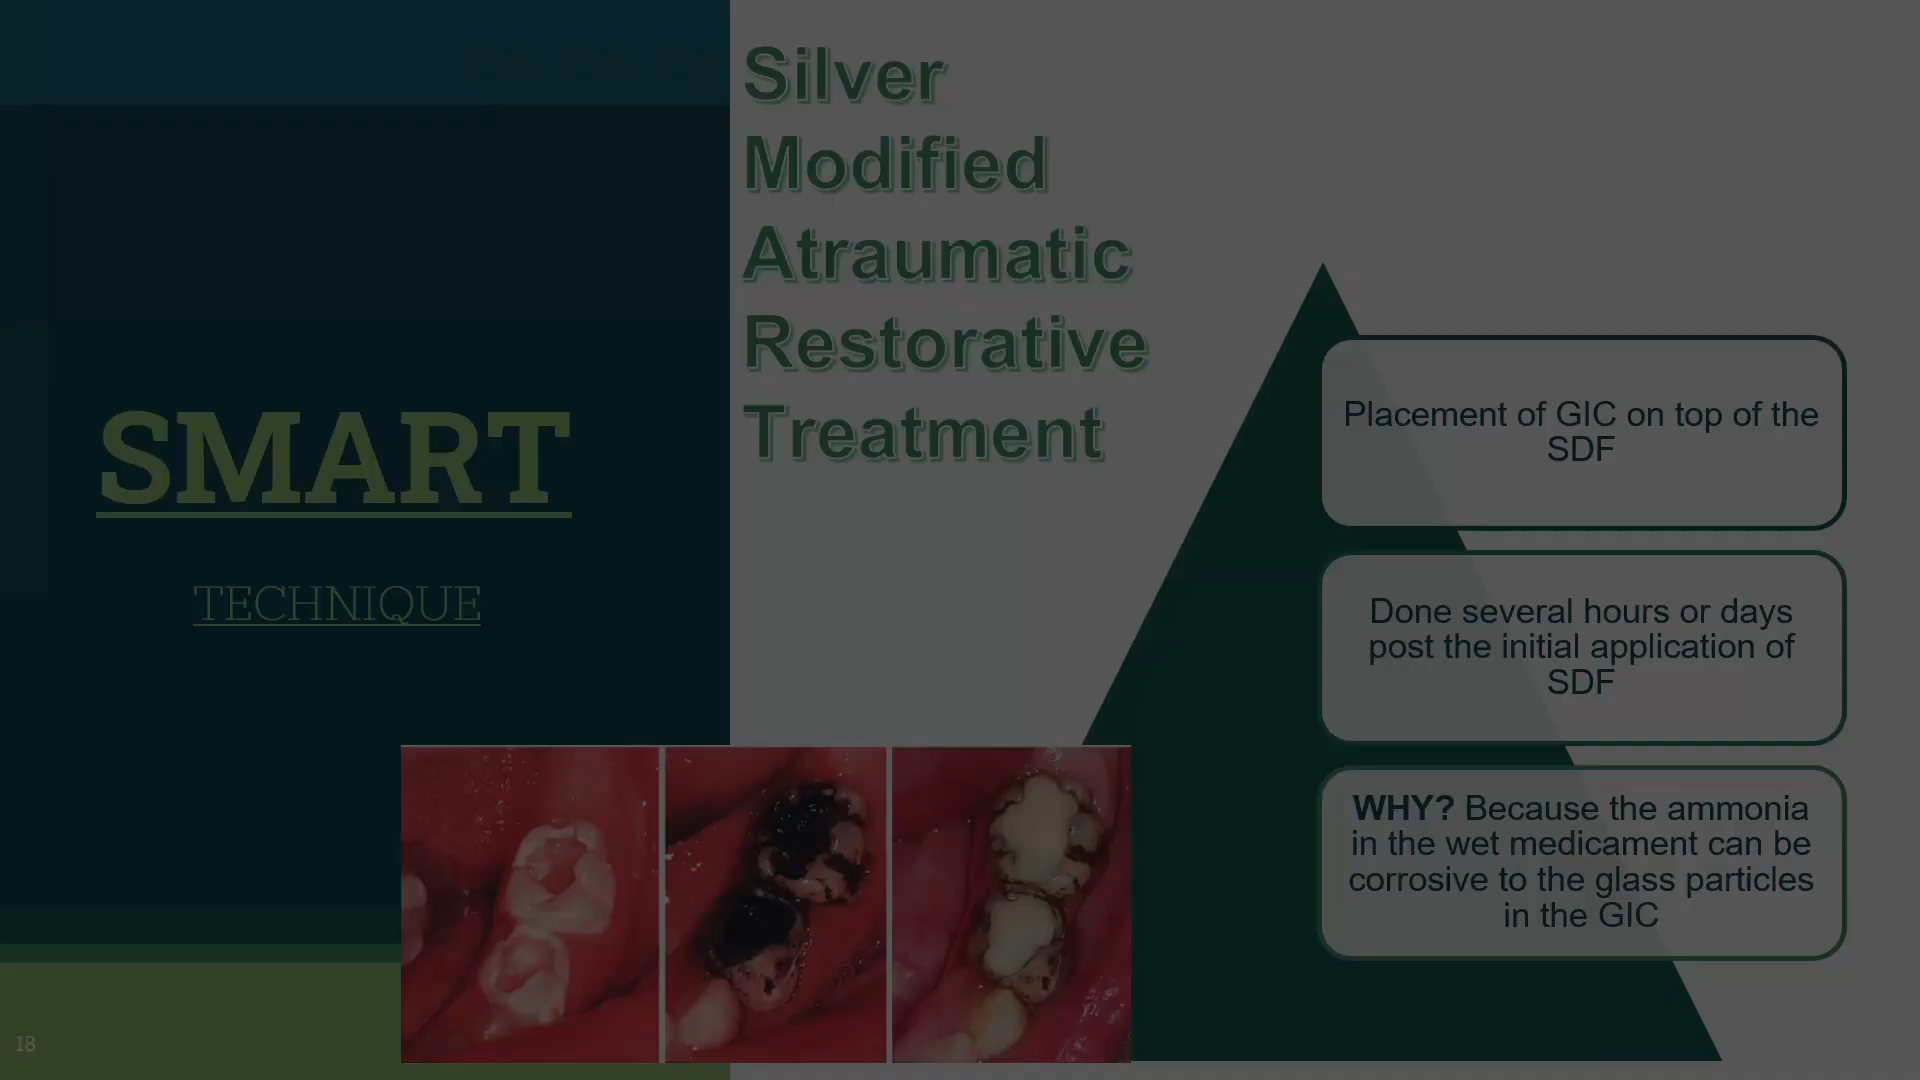 SMART
TECHNIQUE
Silver
Modified
Atraumatic
Restorative
Treatment
Placement of GIC on top of the
SDF
Done several hours or days
post the initial application of
SDF
WHY? Because the ammonia
in the wet medicament can be
corrosive to the glass particles
in the GIC
18